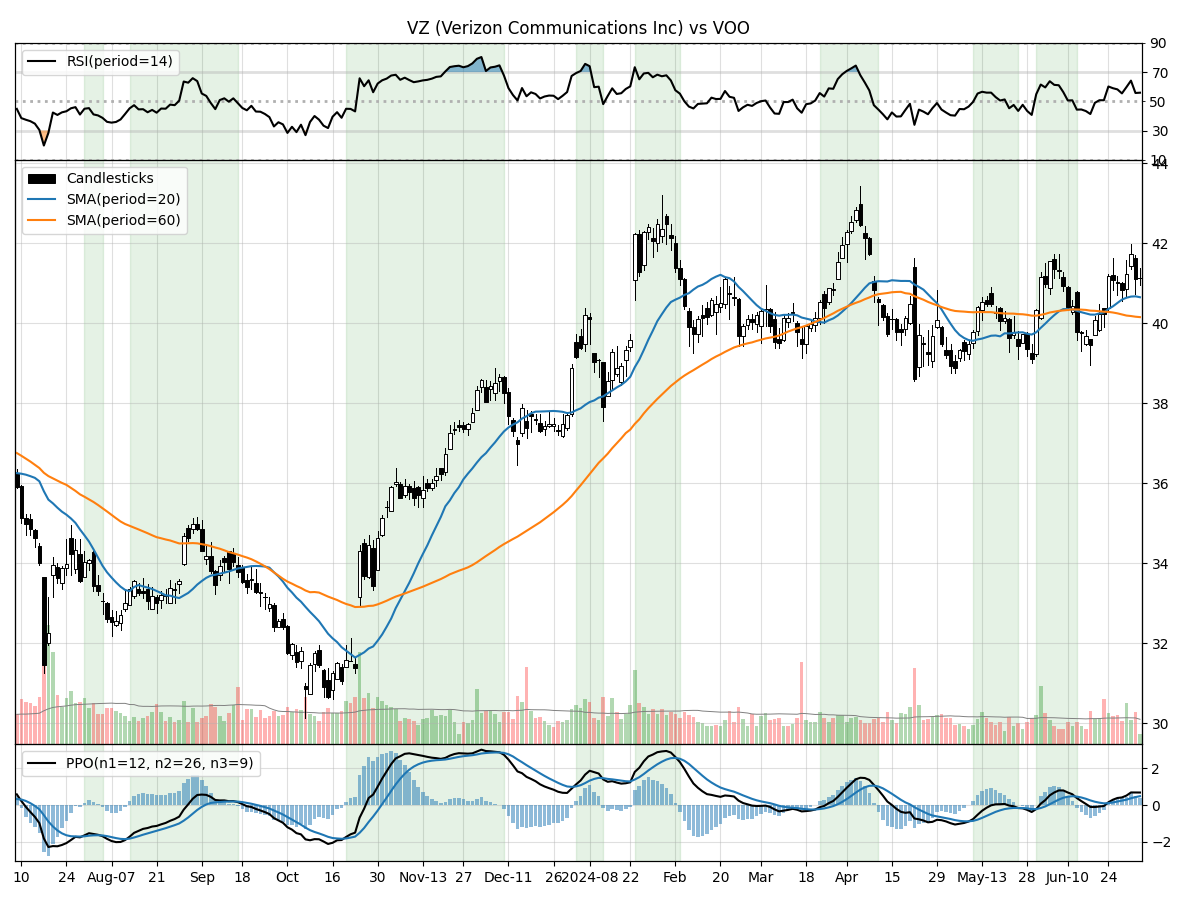 VZ (Verizon Communications Inc) vs VOO
RSI(period=14)
90
70
50
30
10
Candlesticks
SMA(period=20)
SMA(period=60)
44
42
40
38
36
34
32
30
PPO(n1=12, n2=26, n3=9)
2
0
−2
10 24 Aug-07 21 Sep 18 Oct 16 30 Nov-13 27 Dec-11 26 2024-08 22 Feb 20 Mar 18 Apr 15 29 May-13 28 Jun-10 24